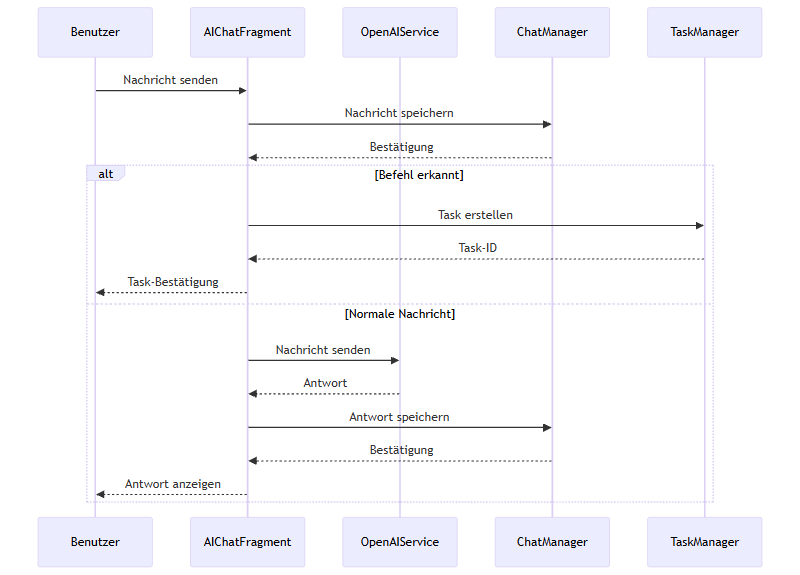 Benutzer
AIChatFragment
OpenAIService
ChatManager
TaskManager
Nachricht senden
Nachricht speichern
Bestätigung
alt
[Befehl erkannt]
Task erstellen
Task-ID
Task-Bestätigung
[Normale Nachricht]
Nachricht senden
Antwort
Antwort speichern
Bestätigung
Antwort anzeigen
Benutzer
AIChatFragment
OpenAIService
ChatManager
TaskManager